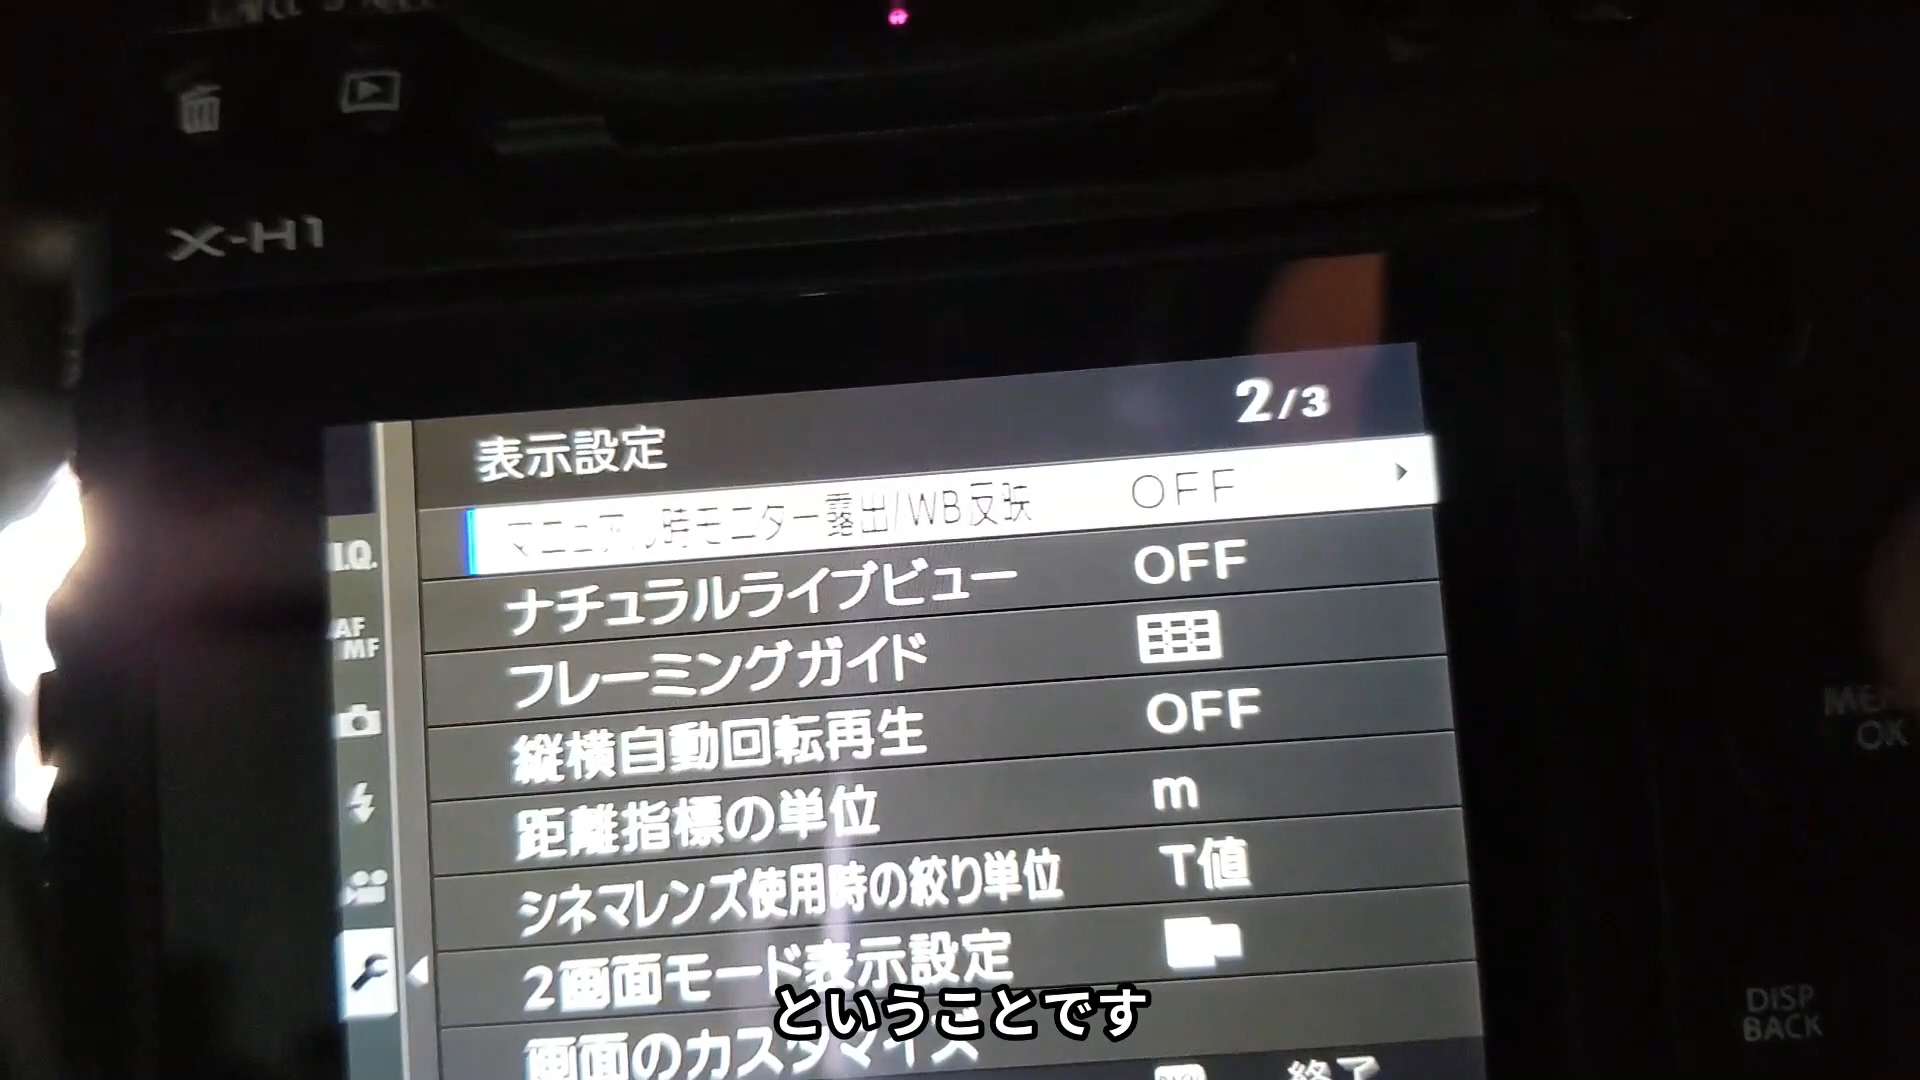 X-H1
表示設定 2/3
マニュアル時モニター露出/WB反映 OFF
ナチュラルライブビュー OFF
フレーミングガイド
縦横自動回転再生 OFF
距離指標の単位 m
シネマレンズ使用時の絞り単位 T値
2画面モード表示設定
画面のカスタマイズ
終了
I.Q.
AF
MF
OK
DISP
BACK
ということです